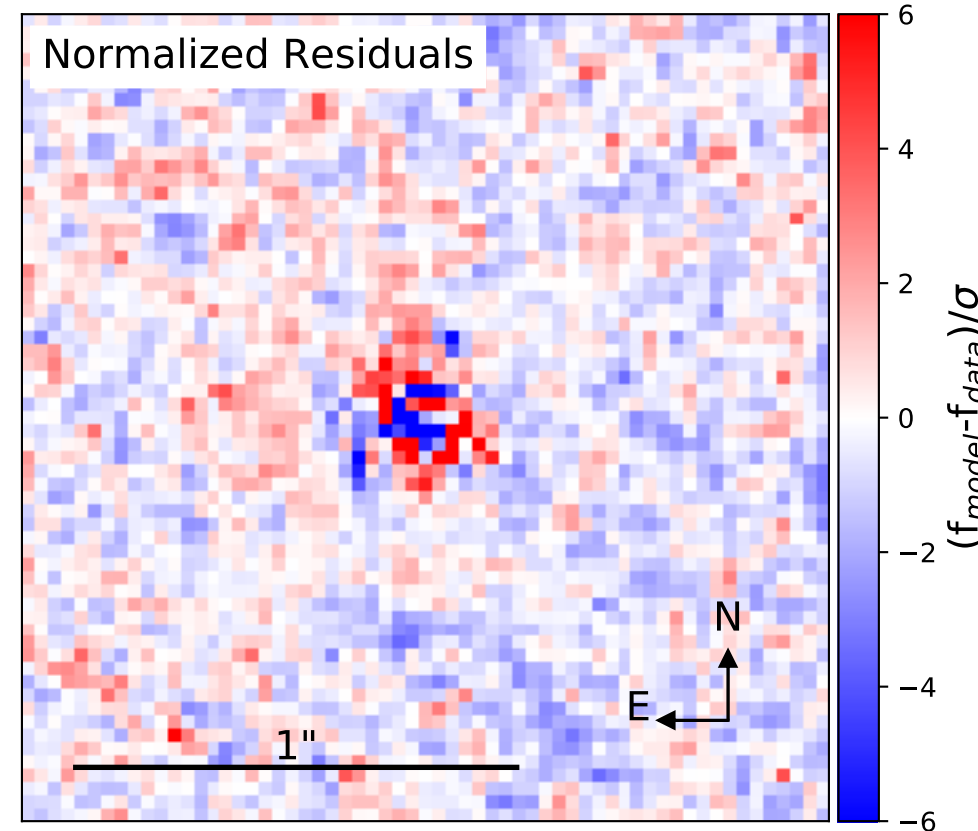 Normalized Residuals
6
4
2
0
−2
−4
−6
(f_model-f_data)/σ
N
E
1"